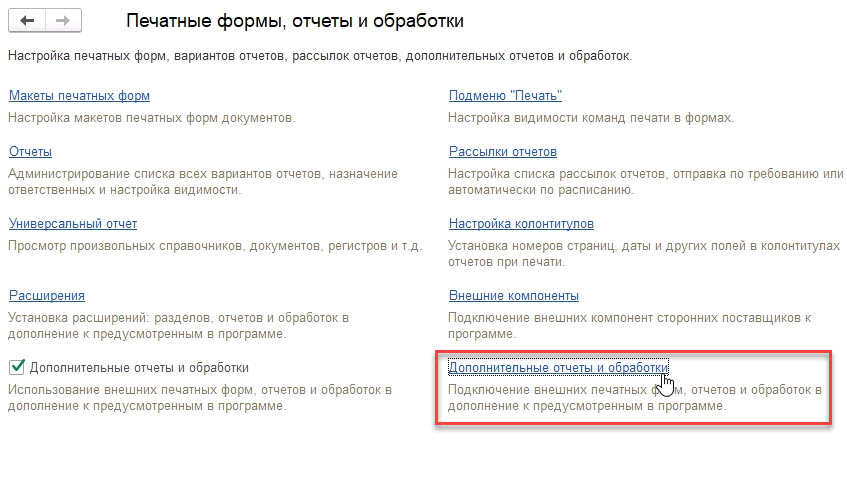 Печатные формы, отчеты и обработки
Настройка печатных форм, вариантов отчетов, рассылок отчетов, дополнительных отчетов и обработок.
Макеты печатных форм
Настройка макетов печатных форм документов.
Подменю "Печать"
Настройка видимости команд печати в формах.
Отчеты
Администрирование списка всех вариантов отчетов, назначение
ответственных и настройка видимости.
Рассылки отчетов
Настройка списка рассылок отчетов, отправка по требованию или
автоматически по расписанию.
Универсальный отчет
Просмотр произвольных справочников, документов, регистров и т.д.
Настройка колонтитулов
Установка номеров страниц, даты и других полей в колонтитулах
отчетов при печати.
Расширения
Установка расширений: разделов, отчетов и обработок в
дополнение к предусмотренным в программе.
Внешние компоненты
Подключение внешних компонент сторонних поставщиков к
программе.
Дополнительные отчеты и обработки
Использование внешних печатных форм, отчетов и обработок в
дополнение к предусмотренным в программе.
Дополнительные отчеты и обработки
Подключение внешних печатных форм, отчетов и обработок в
дополнение к предусмотренным в программе.